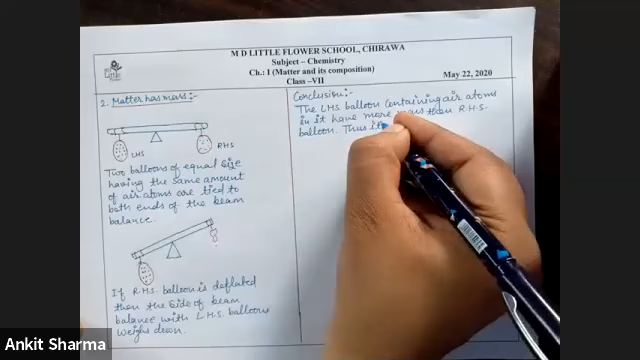 M D LITTLE FLOWER SCHOOL, CHIRAWA
Subject – Chemistry
Ch.: I (Matter and its composition)
Class –VII
May 22, 2020
2. Matter has mass:-
LHS
RHS
Two balloons of equal size
having the same amount
of air atoms are tied to
both ends of the beam
balance.
If R.H.S. balloon is deflated
then the side of beam
balance with L.H.S. balloon
weighs down.
Conclusion:-
The LHS balloon containing air atoms
in it have more than R.H.S.
balloon. Thus it
Ankit Sharma